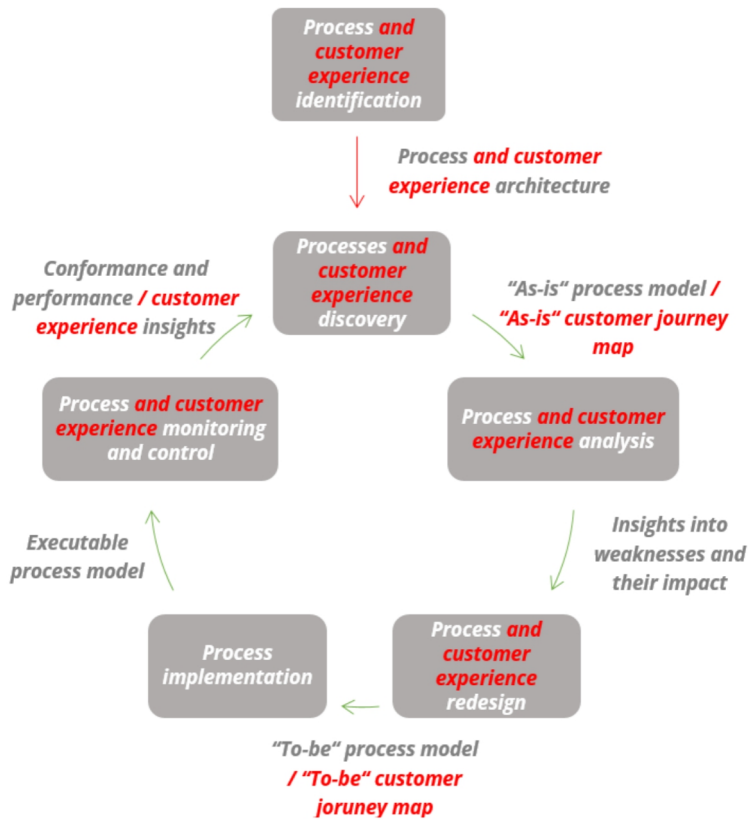 Process and
customer
experience
identification
Process and customer
experience architecture
Processes and
customer
experience
discovery
Conformance and
performance / customer
experience insights
“As-is“ process model /
“As-is“ customer journey
map
Process and customer
experience monitoring
and control
Process and customer
experience analysis
Executable
process model
Insights into
weaknesses and
their impact
Process
implementation
Process and
customer
experience
redesign
“To-be“ process model
/ “To-be“ customer
joruney map